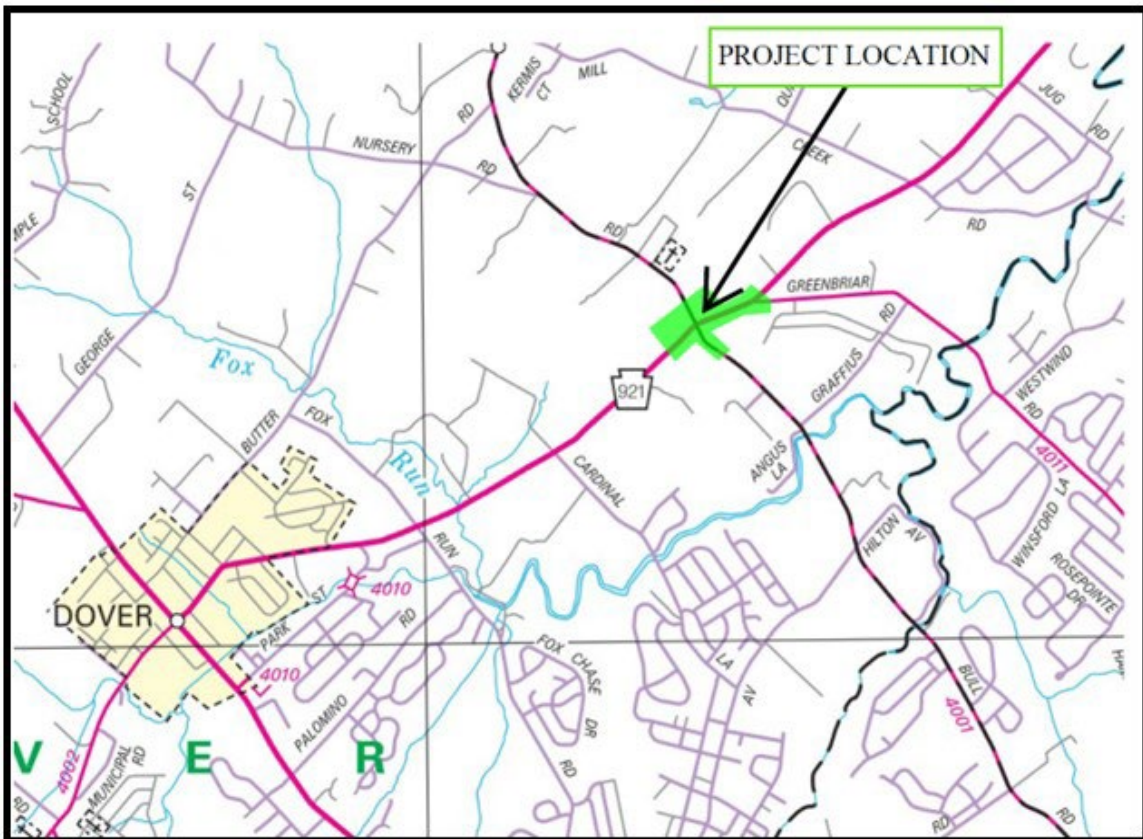 PROJECT LOCATION
SCHOOL
KERMIS
CT
MILL
JUG
RD
RD
NURSERY
RD
CREEK
RD
ST
RD
GREENBRIAR
RD
GEORGE
Fox
921
GRAFFIUS
WESTWIND
RD
BUTTER
FOX
Run
CARDINAL
ANGUS
LA
4011
HILTON
AV
WINSFORD LA
ROSEPOINTE
DR
RUN
DOVER
ST
4010
PARK
RD
4010
FOX CHASE
DR
LA
AV
BULL
4001
PALOMINO
V E R
4002
MUNICIPAL
RD
RD
RD
RD
RD